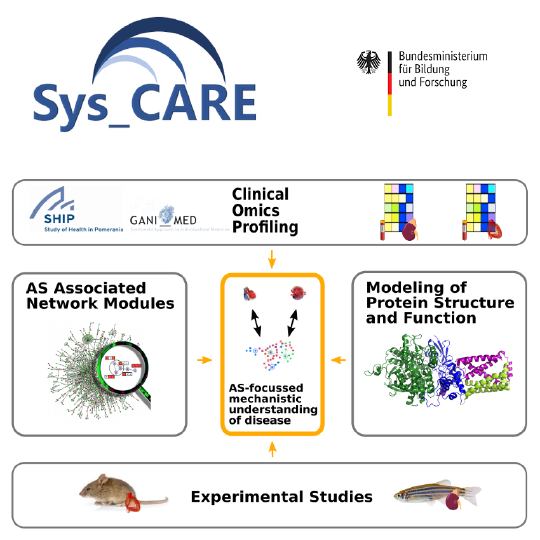 Sys_CARE
Bundesministerium
für Bildung
und Forschung
SHIP
Study of Health in Pomerania
GANI_MED
Clinical
Omics
Profiling
AS Associated
Network Modules
AS-focussed
mechanistic
understanding
of disease
Modeling of
Protein Structure
and Function
Experimental Studies